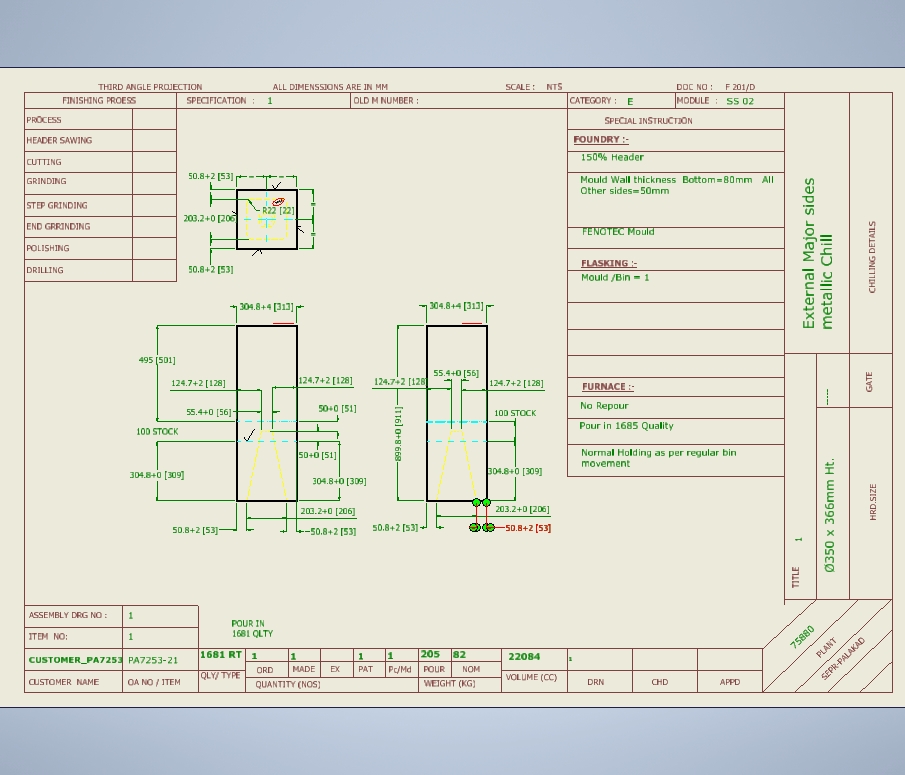 THIRD ANGLE PROJECTION
ALL DIMENSSIONS ARE IN MM
SCALE : NTS
DOC NO : F 201/D
FINISHING PROESS
SPECIFICATION : 1
OLD M NUMBER :
CATEGORY : E
MODULE : SS 02
PROCESS
HEADER SAWING
CUTTING
GRINDING
STEP GRINDING
END GRRINDING
POLISHING
DRILLING
SPECIAL INSTRUCTION
FOUNDRY :-
150% Header
Mould Wall thickness Bottom=80mm All
Other sides=50mm
FENOTEC Mould
FLASKING :-
Mould /Bin = 1
FURNACE :-
No Repour
Pour in 1685 Quality
Normal Holding as per regular bin
movement
External Major sides
metallic Chill
CHILLING DETAILS
GATE
-----
Ø350 x 366mm Ht.
HRD.SIZE
TITLE 1
50.8+2 [53]
R22 [22]
203.2+0 [206
50.8+2 [53]
304.8+4 [313]
495 [501]
124.7+2 [128]
124.7+2 [128]
55.4+0 [56]
50+0 [51]
100 STOCK
50+0 [51]
304.8+0 [309]
304.8+0 [309]
203.2+0 [206]
50.8+2 [53]
50.8+2 [53]
304.8+4 [313]
55.4+0 [56]
124.7+2 [128]
124.7+2 [128]
899.8+0 [911]
100 STOCK
304.8+0 [309]
203.2+0 [206]
50.8+2 [53]
50.8+2 [53]
ASSEMBLY DRG NO : 1
ITEM NO: 1
POUR IN
1681 QLTY
CUSTOMER_PA7253
PA7253-21
CUSTOMER NAME
OA NO / ITEM
1681 RT
QLY/ TYPE
1 1 1 1
ORD MADE EX PAT Pc/Md
QUANTITY (NOS)
205 82
POUR NOM
WEIGHT (KG)
22084
VOLUME (CC)
DRN
CHD
APPD
75880
PLANT
SEPR-PALAKAD